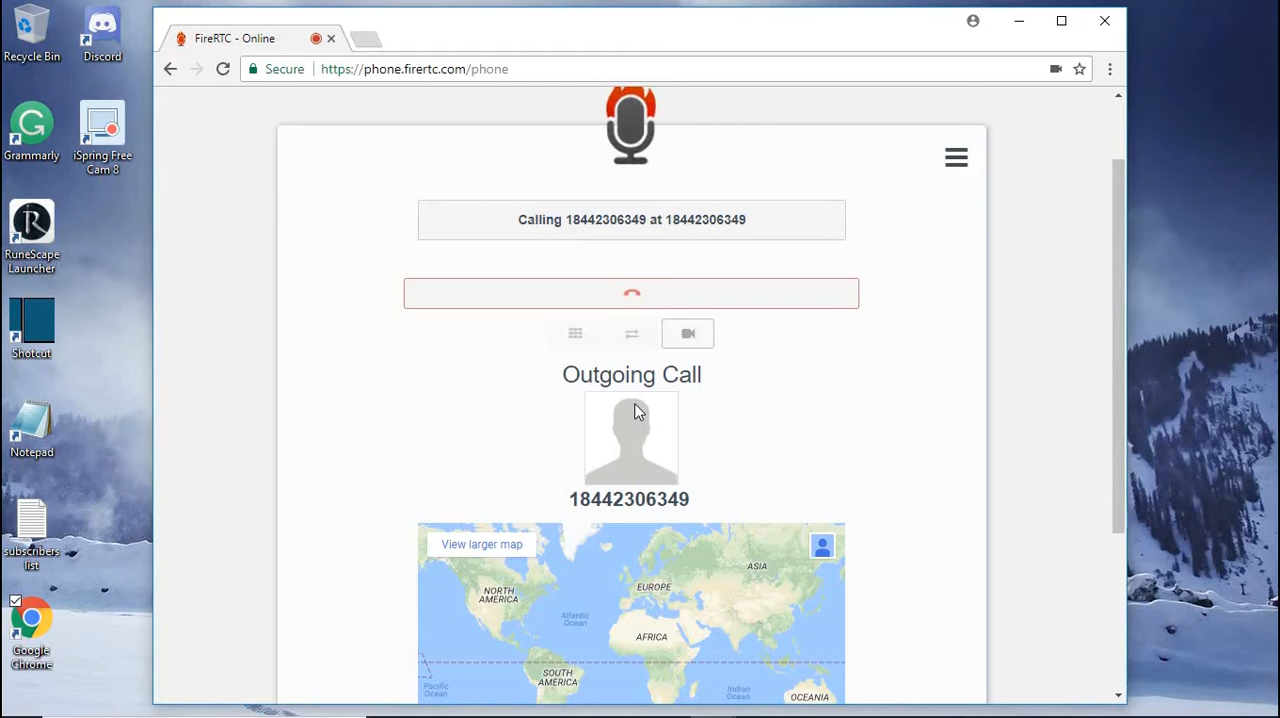 Recycle Bin
Discord
Grammarly
iSpring Free
Cam 8
RuneScape
Launcher
Shotcut
Notepad
subscribers
list
Google
Chrome
FireRTC - Online
Secure
https://phone.firertc.com/phone
Calling 18442306349 at 18442306349
Outgoing Call
18442306349
View larger map
NORTH
AMERICA
EUROPE
ASIA
Atlantic
Ocean
AFRICA
SOUTH
AMERICA
Pacific
Ocean
Indian
Ocean
OCEANIA